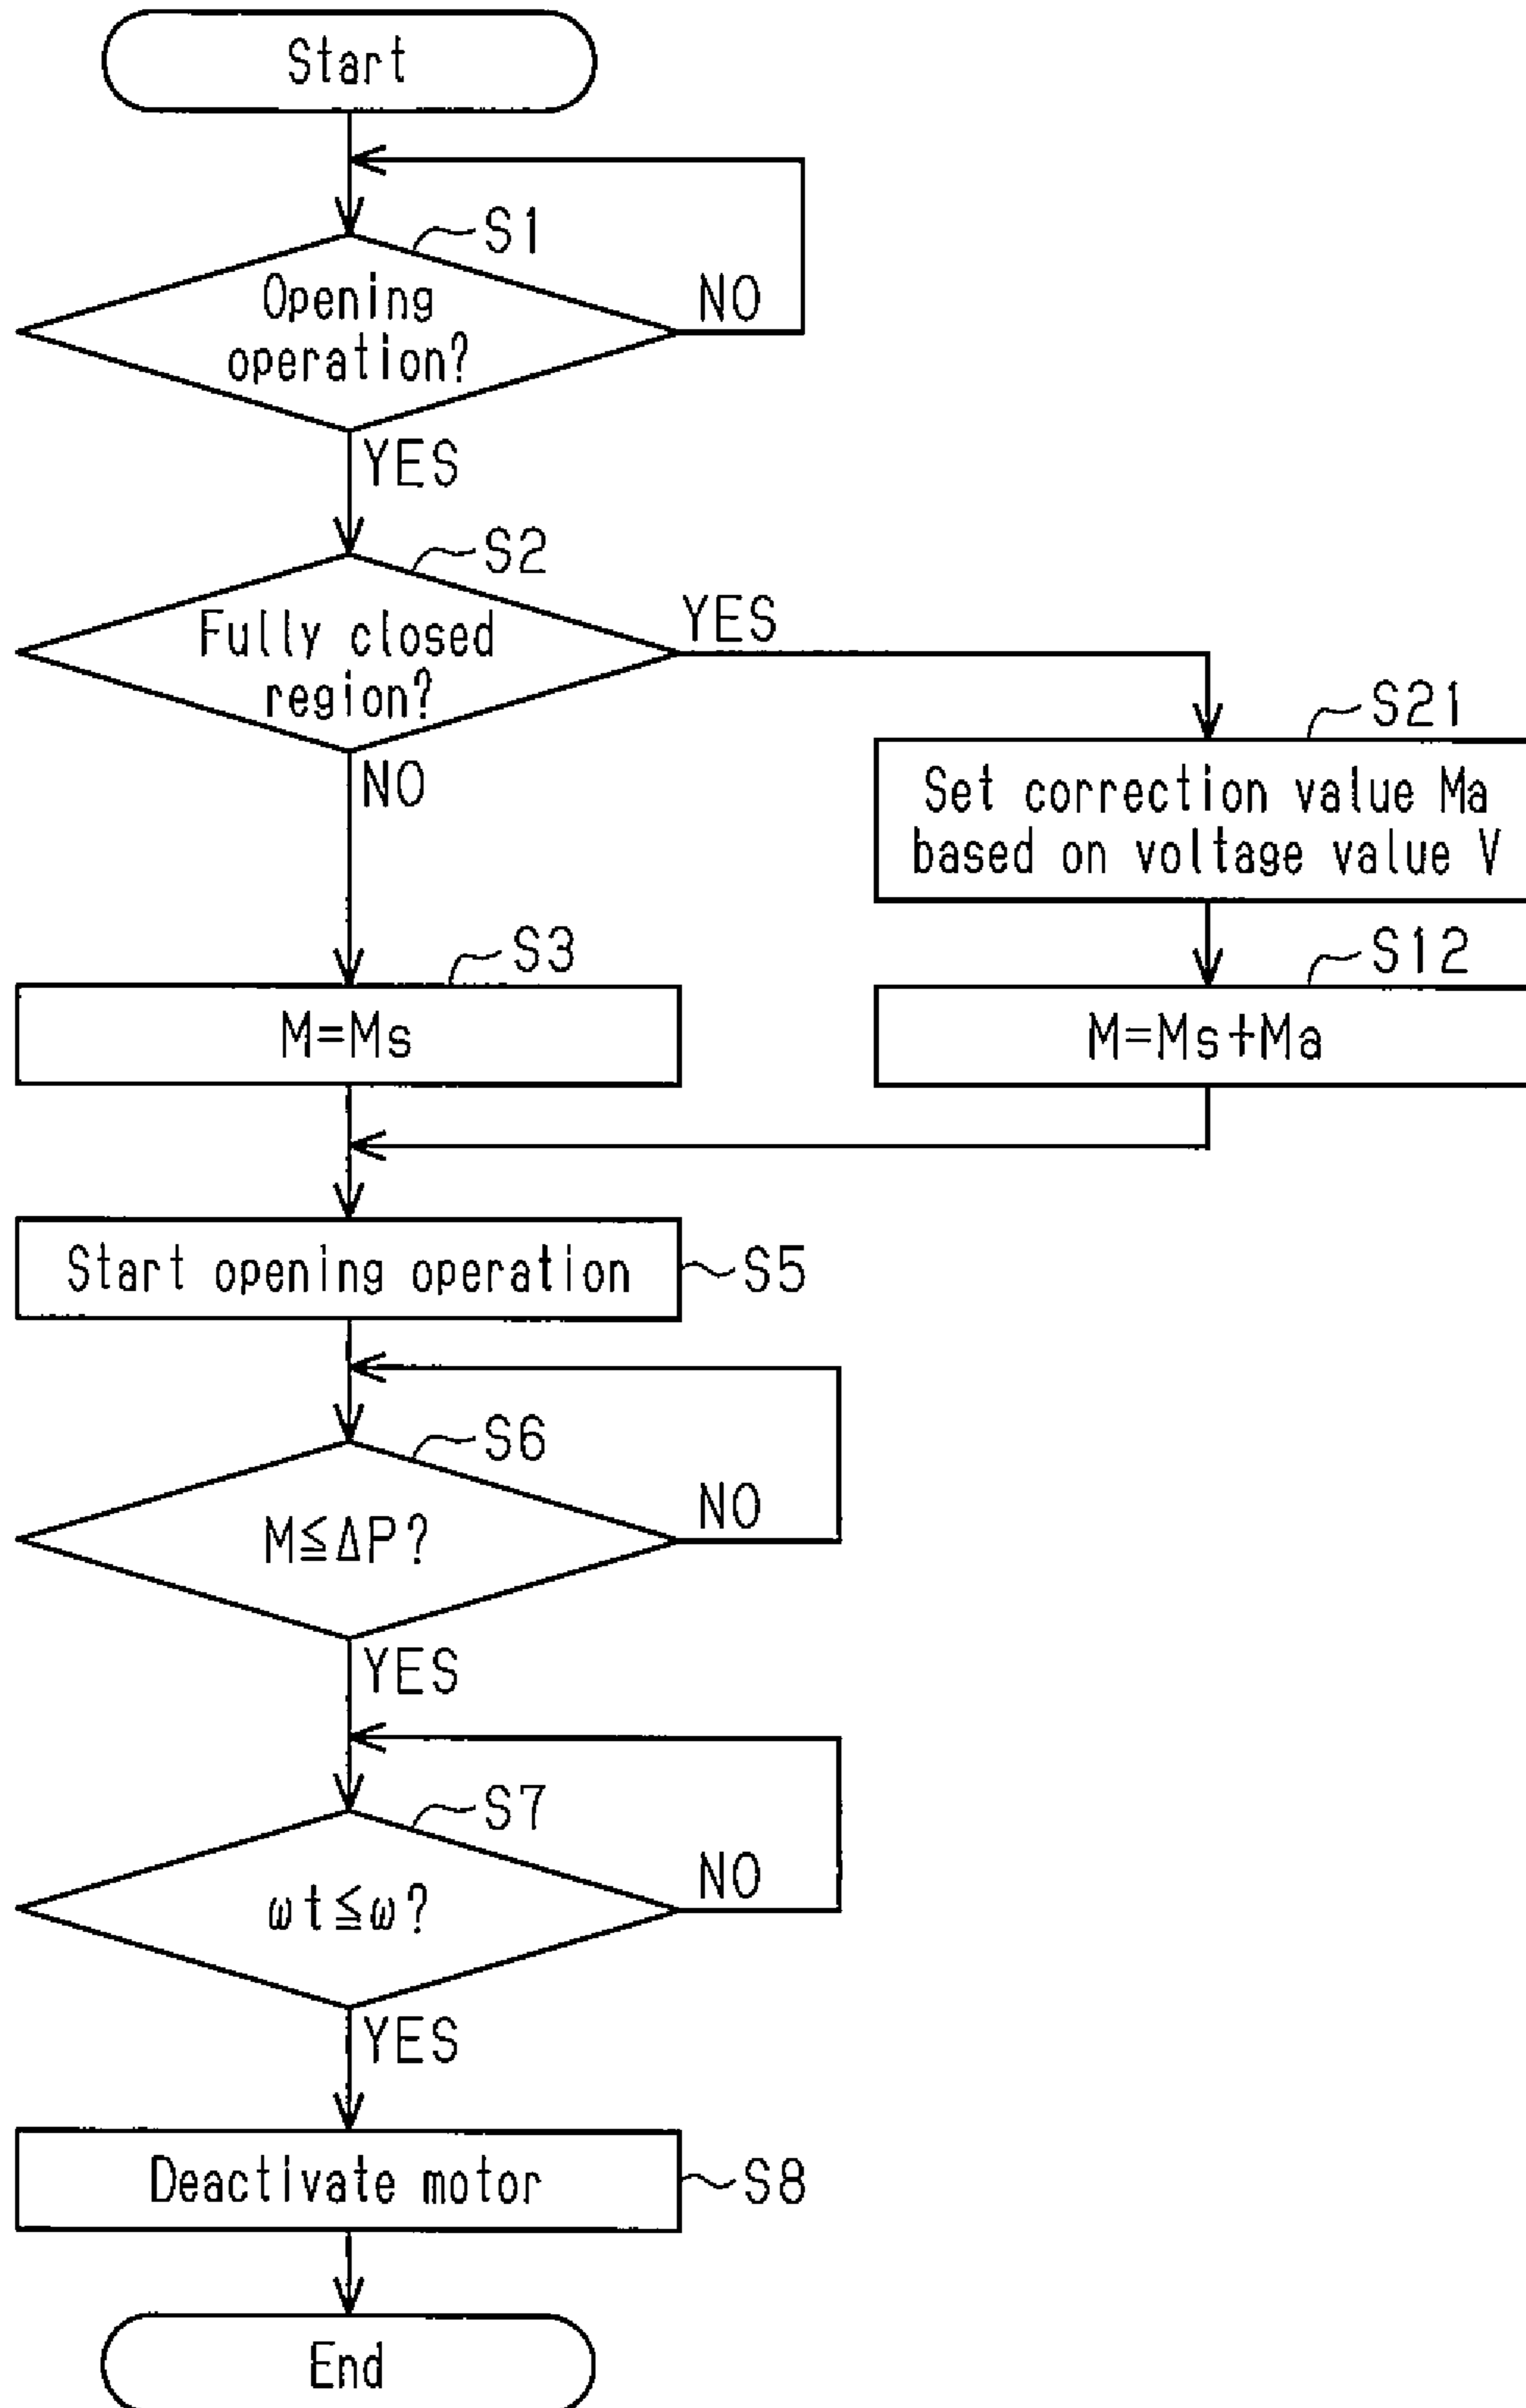 Start
S1
Opening
operation?
NO
YES
S2
Fully closed
region?
YES
NO
S21
Set correction value Ma
based on voltage value V
S3
M=Ms
S12
M=Ms+Ma
Start opening operation
S5
S6
M≦ΔP?
NO
YES
S7
ωt≦ω?
NO
YES
Deactivate motor
S8
End